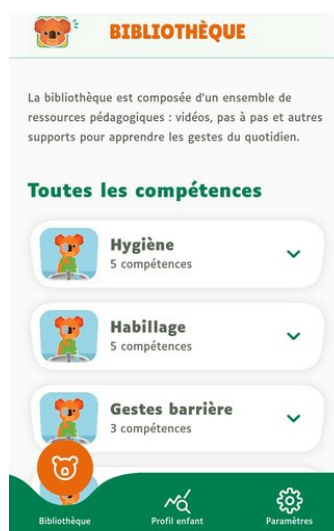 BIBLIOTHÈQUE
La bibliothèque est composée d'un ensemble de
ressources pédagogiques : vidéos, pas à pas et autres
supports pour apprendre les gestes du quotidien.
Toutes les compétences
Hygiène
5 compétences
Habillage
5 compétences
Gestes barrière
3 compétences
Bibliothèque
Profil enfant
Paramètres